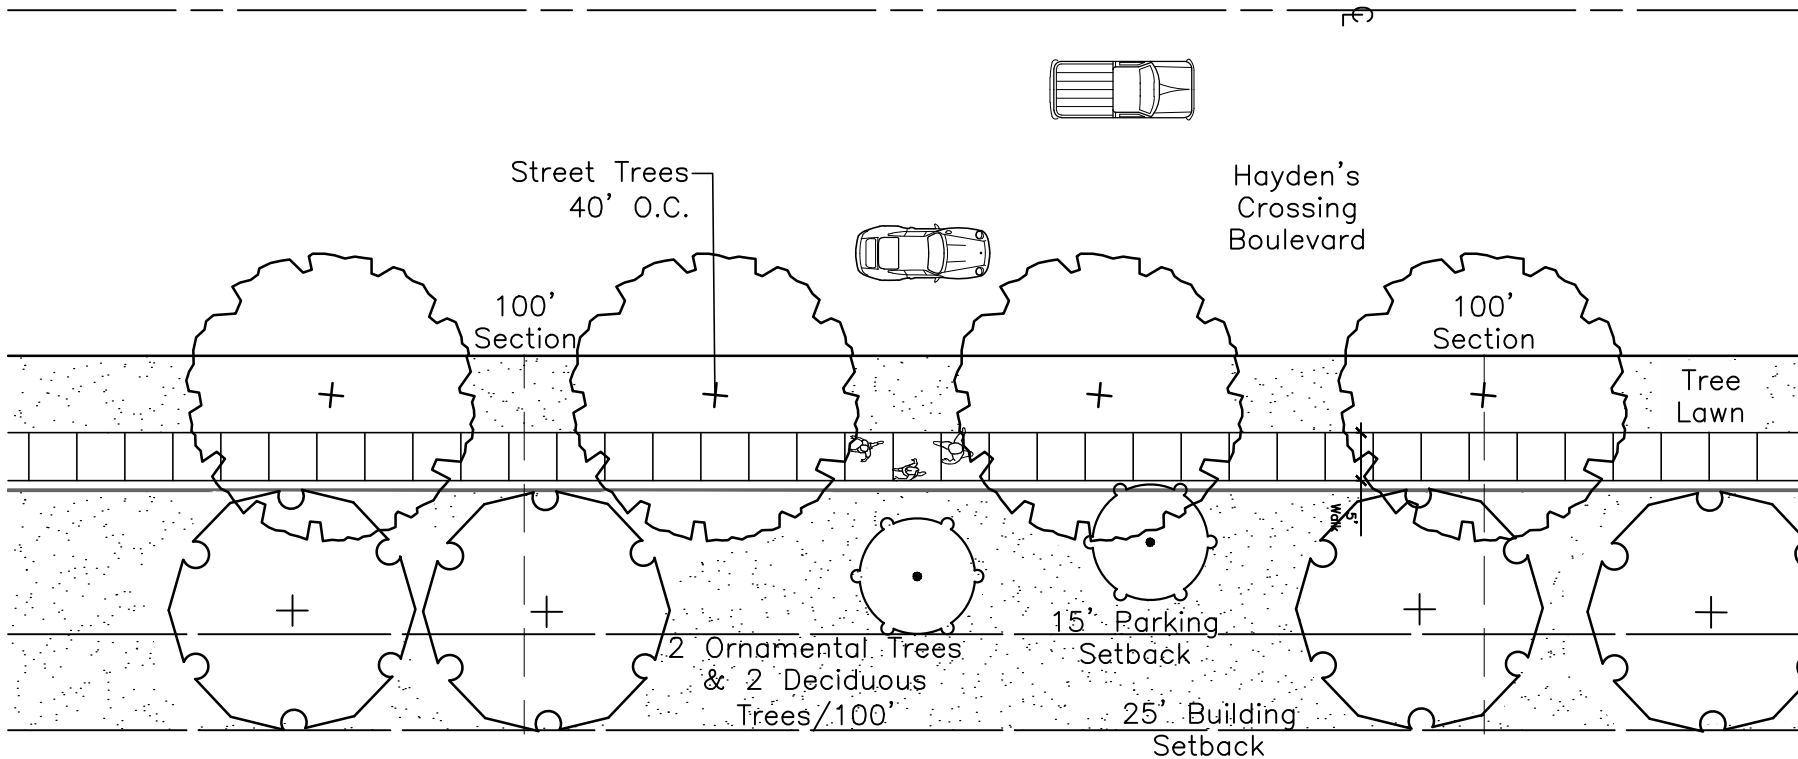 ℄
Street Trees
40' O.C.
Hayden's
Crossing
Boulevard
100'
Section
100'
Section
Tree
Lawn
5'
Walk
15' Parking
Setback
2 Ornamental Trees
& 2 Deciduous
Trees/100'
25' Building
Setback